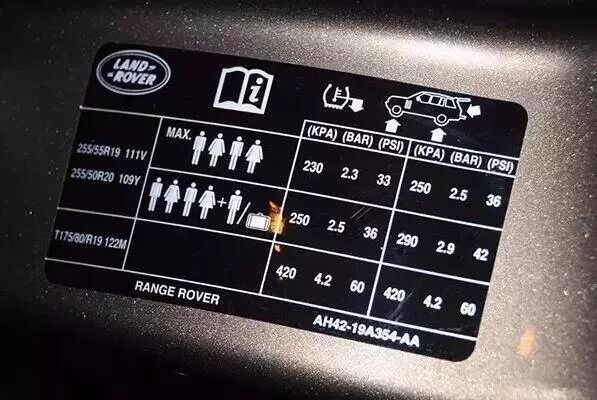 LAND-
-ROVER
i
(KPA) (BAR) (PSI) (KPA) (BAR) (PSI)
255/55R19 111V
255/50R20 109Y
MAX.
230 2.3 33 250 2.5 36
+ /
250 2.5 36 290 2.9 42
T175/80/R19 122M
420 4.2 60 420 4.2 60
RANGE ROVER
AH42-19A354-AA